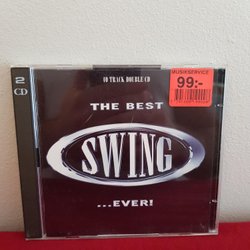 40 TRACK DOUBLE CD
MUSIKSERVICE
99:-
2
CD
THE BEST
SWING
...EVER!